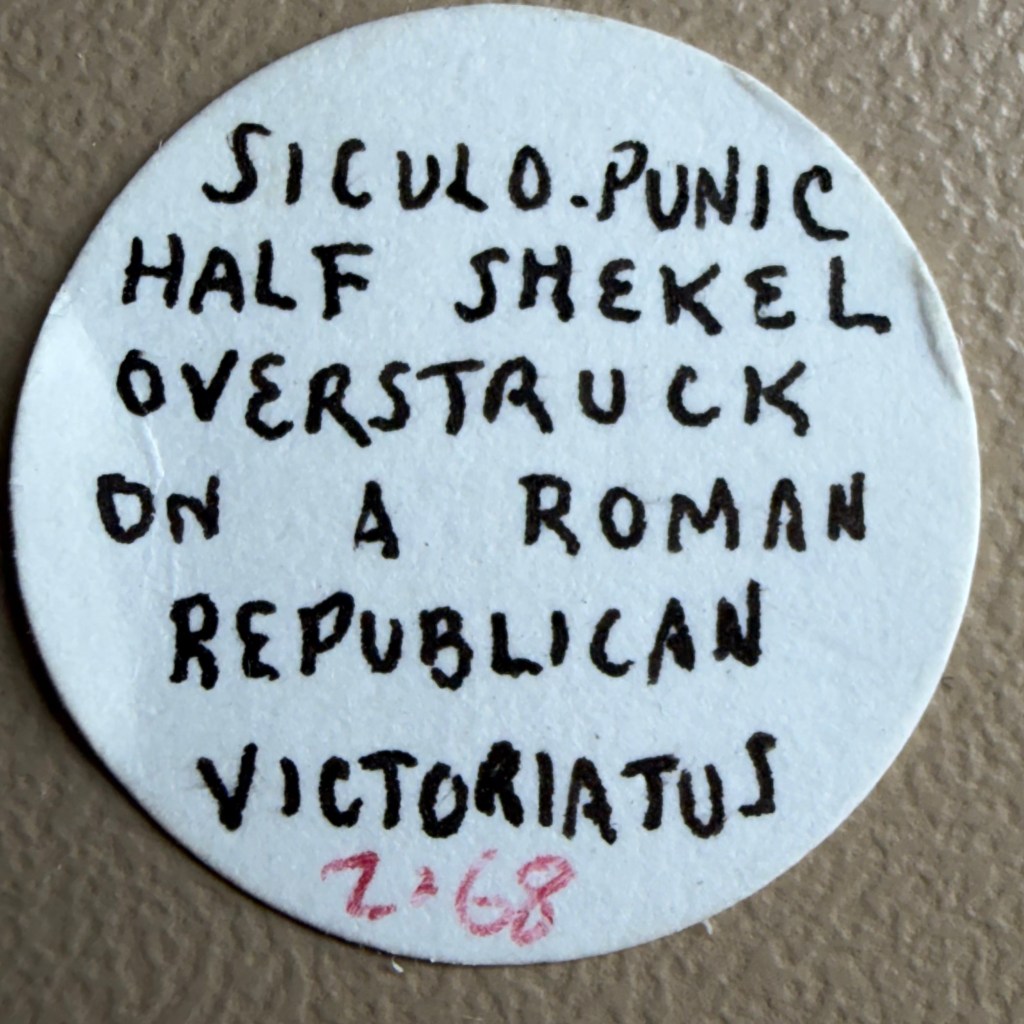 SICULO-PUNIC
HALF SHEKEL
OVERSTRUCK
ON A ROMAN
REPUBLICAN
VICTORIATUS
2.68